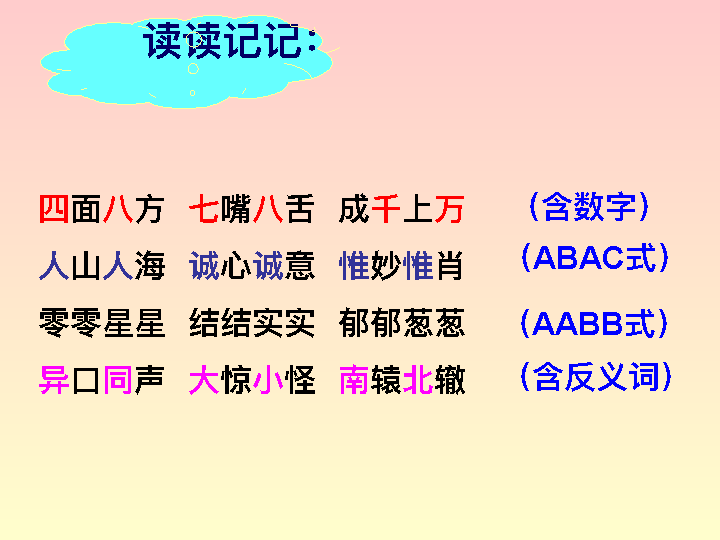 读读记记：
四面八方 七嘴八舌 成千上万 （含数字）
人山人海 诚心诚意 惟妙惟肖 （ABAC式）
零零星星 结结实实 郁郁葱葱 （AABB式）
异口同声 大惊小怪 南辕北辙 （含反义词）